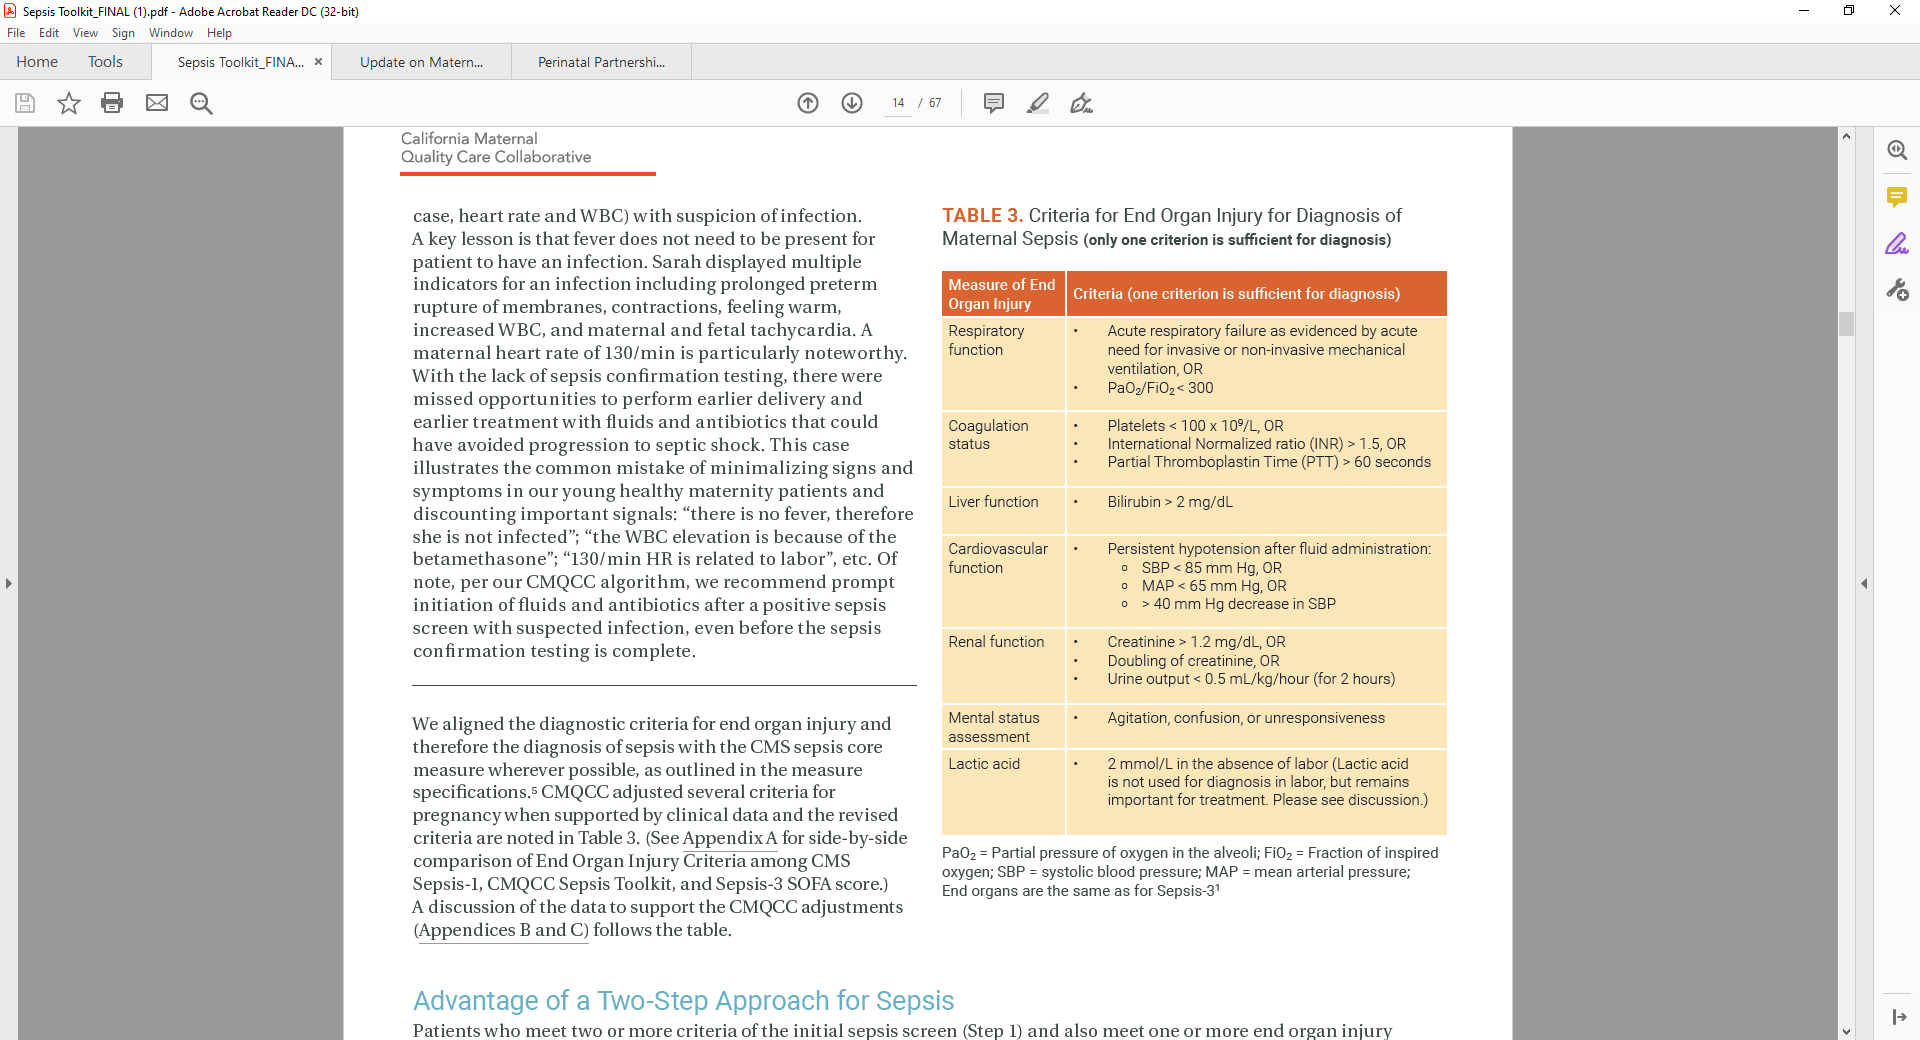 Sepsis Toolkit_FINAL (1).pdf - Adobe Acrobat Reader DC (32-bit)
File Edit View Sign Window Help
Home Tools Sepsis Toolkit_FINA... × Update on Matern... Perinatal Partnershi...
14 / 67
California Maternal
Quality Care Collaborative
case, heart rate and WBC) with suspicion of infection.
A key lesson is that fever does not need to be present for
patient to have an infection. Sarah displayed multiple
indicators for an infection including prolonged preterm
rupture of membranes, contractions, feeling warm,
increased WBC, and maternal and fetal tachycardia. A
maternal heart rate of 130/min is particularly noteworthy.
With the lack of sepsis confirmation testing, there were
missed opportunities to perform earlier delivery and
earlier treatment with fluids and antibiotics that could
have avoided progression to septic shock. This case
illustrates the common mistake of minimalizing signs and
symptoms in our young healthy maternity patients and
discounting important signals: “there is no fever, therefore
she is not infected”; “the WBC elevation is because of the
betamethasone”; “130/min HR is related to labor”, etc. Of
note, per our CMQCC algorithm, we recommend prompt
initiation of fluids and antibiotics after a positive sepsis
screen with suspected infection, even before the sepsis
confirmation testing is complete.
We aligned the diagnostic criteria for end organ injury and
therefore the diagnosis of sepsis with the CMS sepsis core
measure wherever possible, as outlined in the measure
specifications.⁵ CMQCC adjusted several criteria for
pregnancy when supported by clinical data and the revised
criteria are noted in Table 3. (See Appendix A for side-by-side
comparison of End Organ Injury Criteria among CMS
Sepsis-1, CMQCC Sepsis Toolkit, and Sepsis-3 SOFA score.)
A discussion of the data to support the CMQCC adjustments
(Appendices B and C) follows the table.
TABLE 3. Criteria for End Organ Injury for Diagnosis of
Maternal Sepsis (only one criterion is sufficient for diagnosis)
Measure of End
Organ Injury
Criteria (one criterion is sufficient for diagnosis)
Respiratory
function
• Acute respiratory failure as evidenced by acute
need for invasive or non-invasive mechanical
ventilation, OR
• PaO₂/FiO₂ < 300
Coagulation
status
• Platelets < 100 x 10⁹/L, OR
• International Normalized ratio (INR) > 1.5, OR
• Partial Thromboplastin Time (PTT) > 60 seconds
Liver function
• Bilirubin > 2 mg/dL
Cardiovascular
function
• Persistent hypotension after fluid administration:
o SBP < 85 mm Hg, OR
o MAP < 65 mm Hg, OR
o > 40 mm Hg decrease in SBP
Renal function
• Creatinine > 1.2 mg/dL, OR
• Doubling of creatinine, OR
• Urine output < 0.5 mL/kg/hour (for 2 hours)
Mental status
assessment
• Agitation, confusion, or unresponsiveness
Lactic acid
• 2 mmol/L in the absence of labor (Lactic acid
is not used for diagnosis in labor, but remains
important for treatment. Please see discussion.)
PaO₂ = Partial pressure of oxygen in the alveoli; FiO₂ = Fraction of inspired
oxygen; SBP = systolic blood pressure; MAP = mean arterial pressure;
End organs are the same as for Sepsis-3¹
Advantage of a Two-Step Approach for Sepsis
Patients who meet two or more criteria of the initial sepsis screen (Step 1) and also meet one or more end organ injury